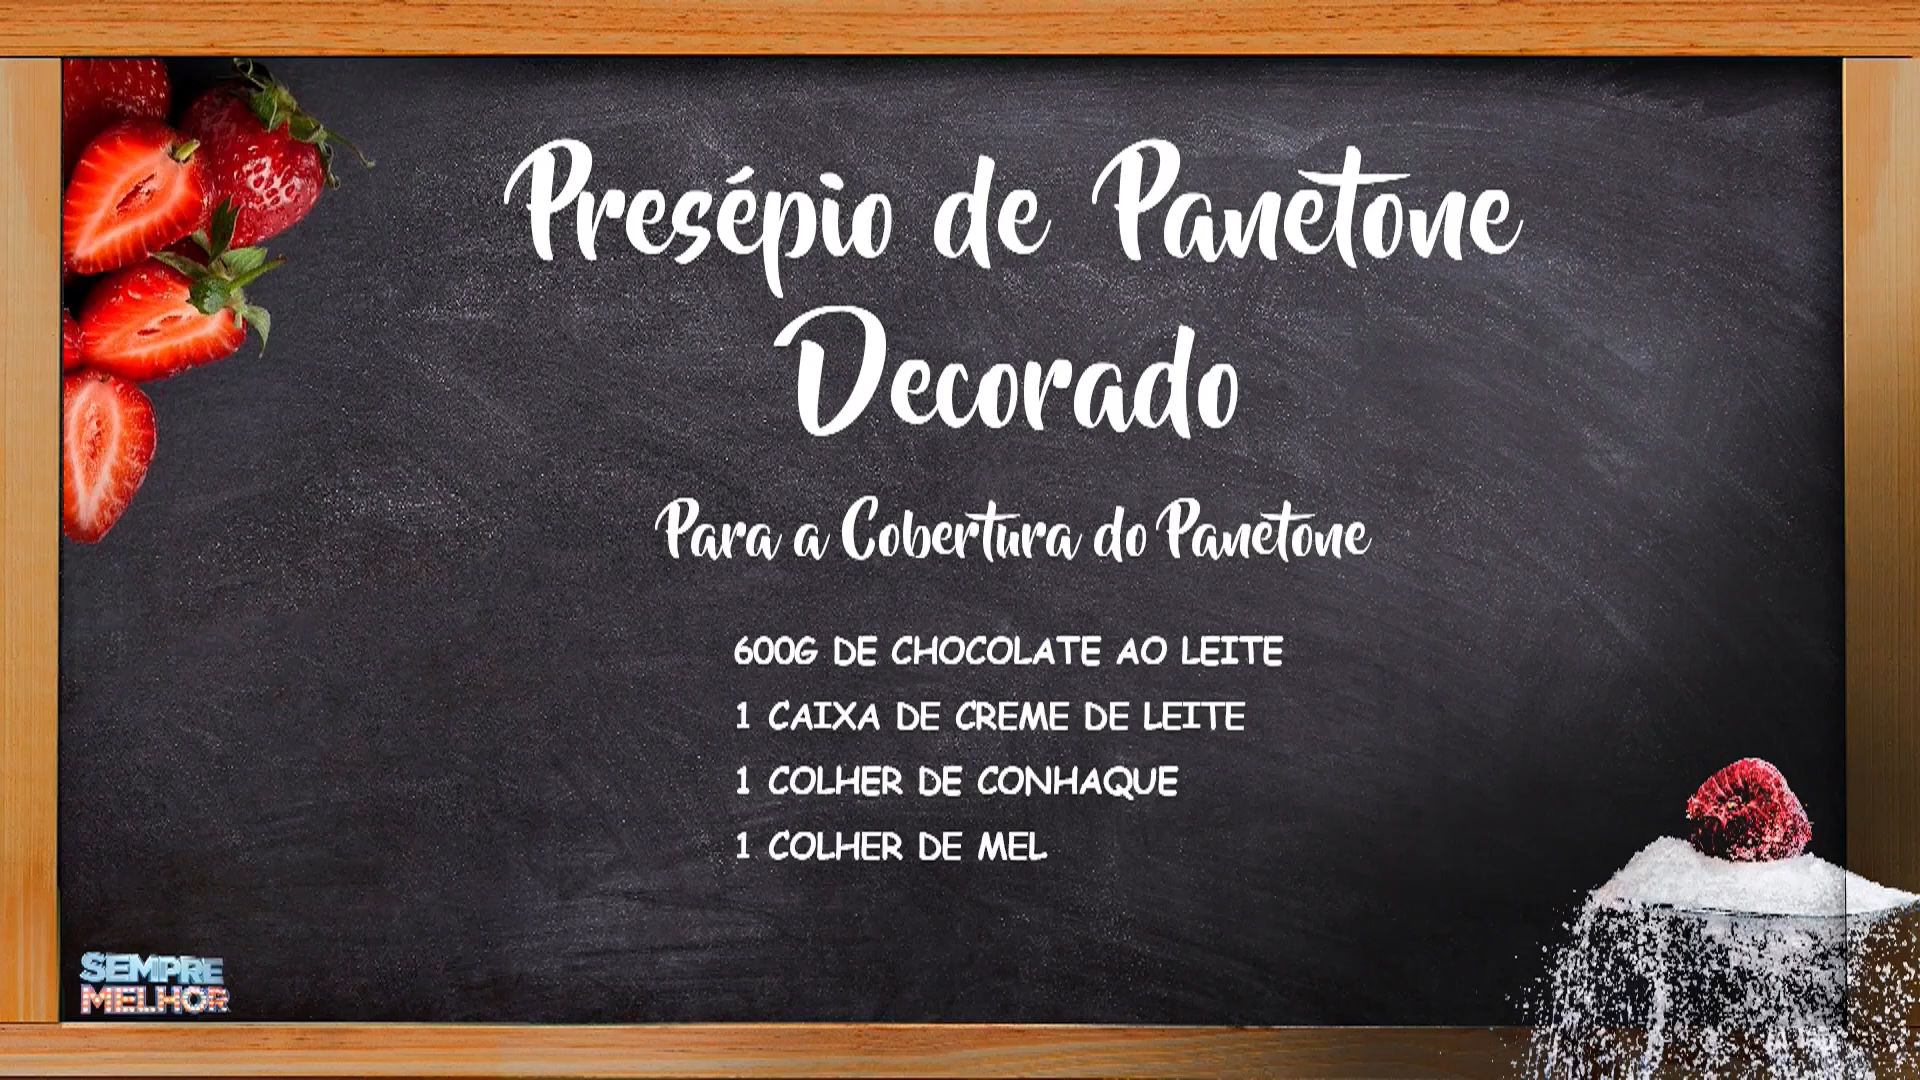 Presépio de Panetone
Decorado
Para a Cobertura do Panetone
600G DE CHOCOLATE AO LEITE
1 CAIXA DE CREME DE LEITE
1 COLHER DE CONHAQUE
1 COLHER DE MEL
SEMPRE
MELHOR